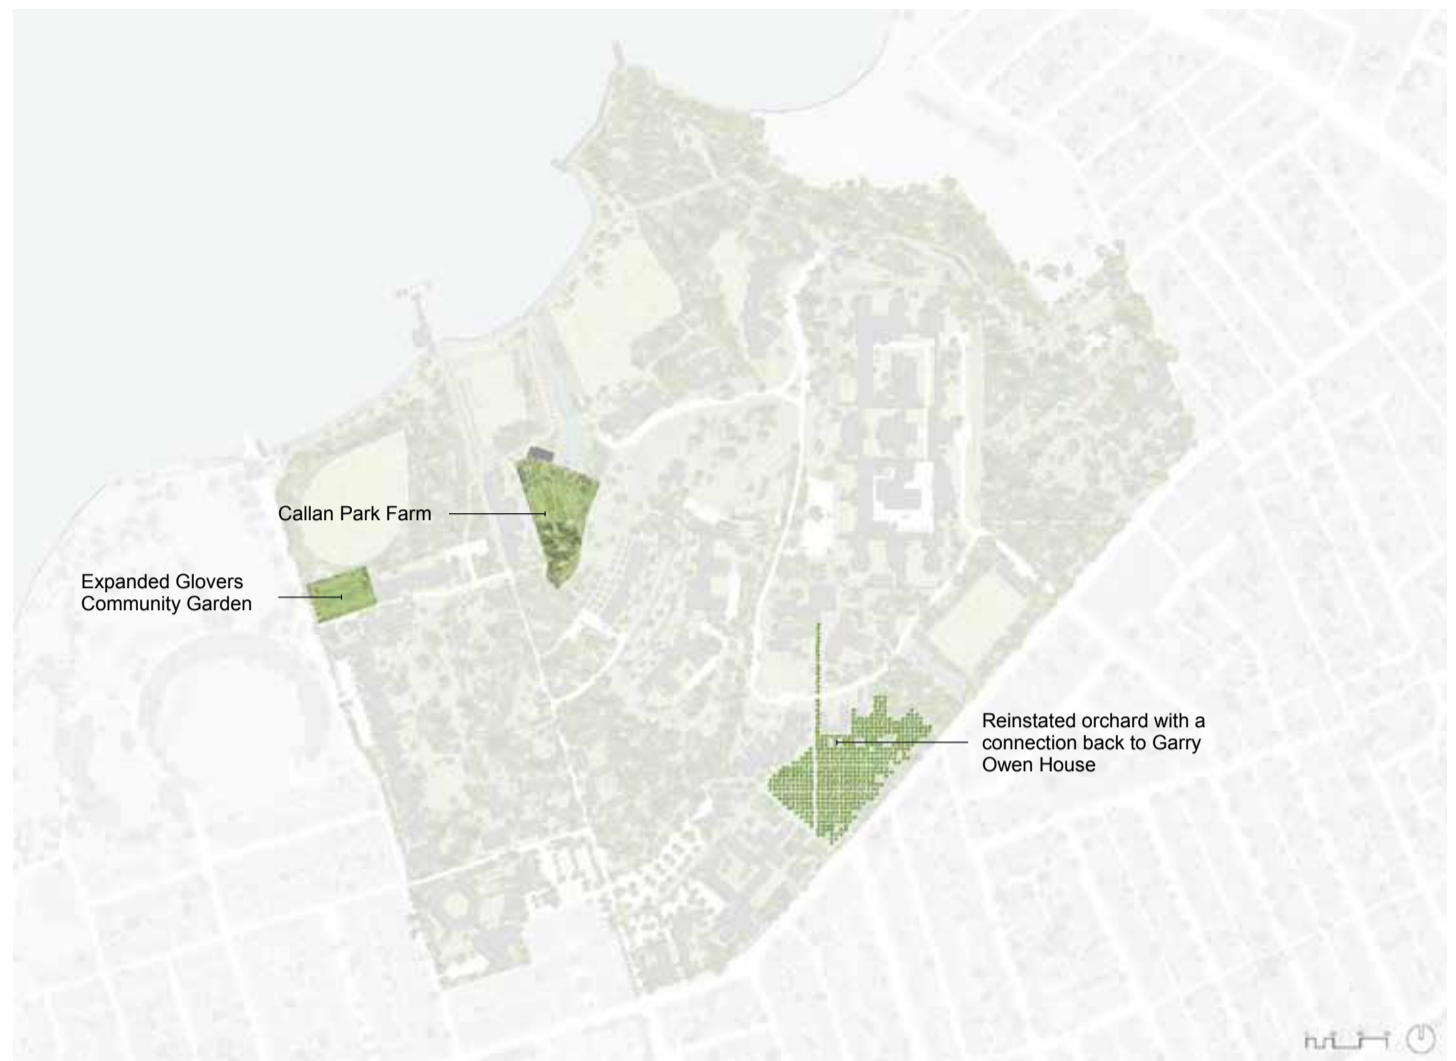 Callan Park Farm
Expanded Glovers
Community Garden
Reinstated orchard with a
connection back to Garry
Owen House